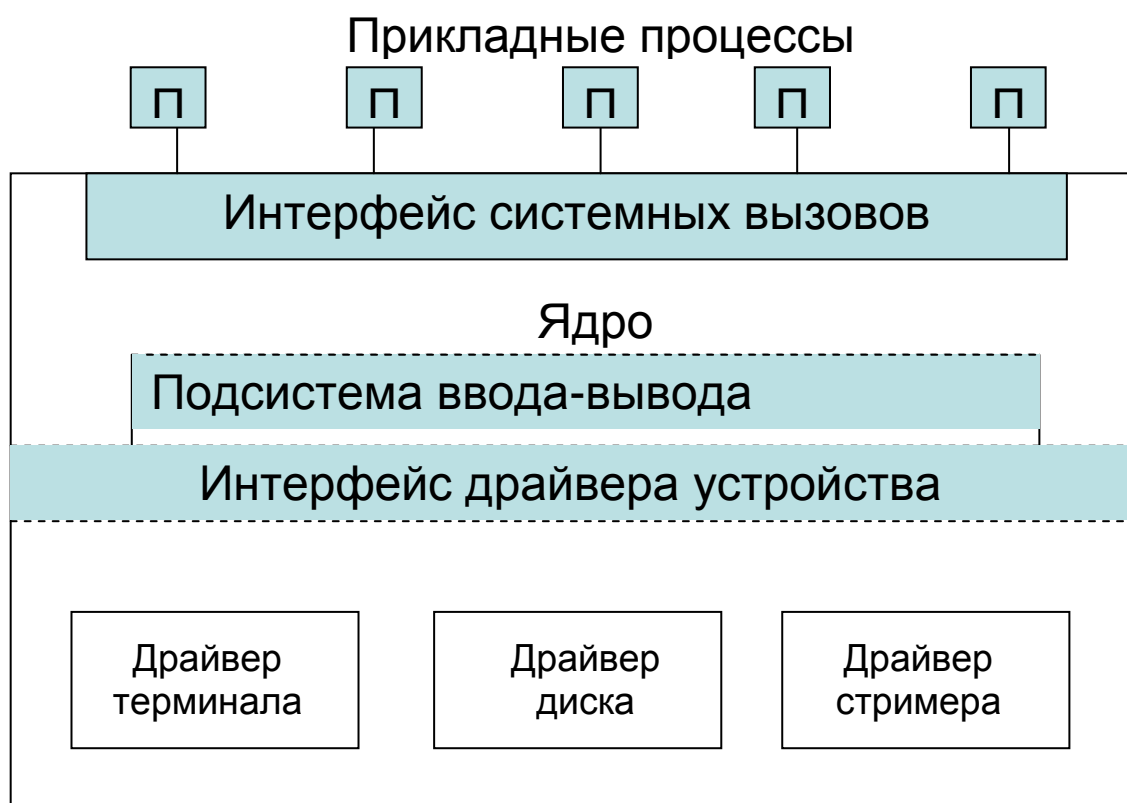 Прикладные процессы
П П П П П
Интерфейс системных вызовов
Ядро
Подсистема ввода-вывода
Интерфейс драйвера устройства
Драйвер
терминала
Драйвер
диска
Драйвер
стримера